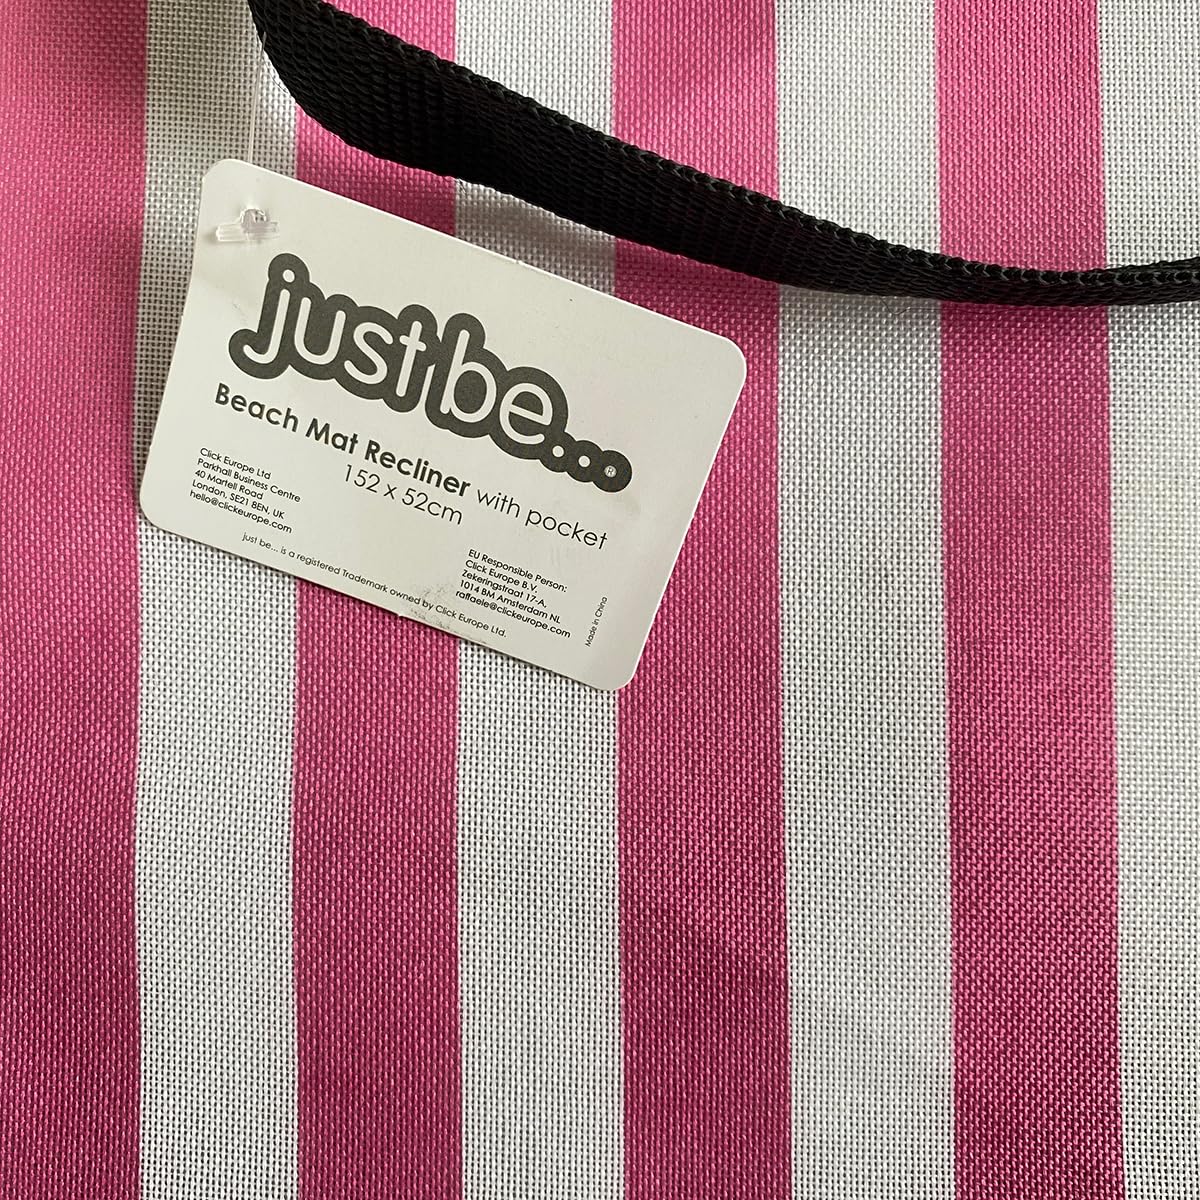 just be...®
Beach Mat Recliner with pocket
152 x 52cm
Click Europe Ltd
Parkhall Business Centre
40 Martell Road
London, SE21 8EN, UK
hello@clickeurope.com
EU Responsible Person:
Click Europe B.V.
Zekeringstraat 17-A,
1014 BM Amsterdam NL
raffaele@clickeurope.com
Made in China
just be... is a registered Trademark owned by Click Europe Ltd.